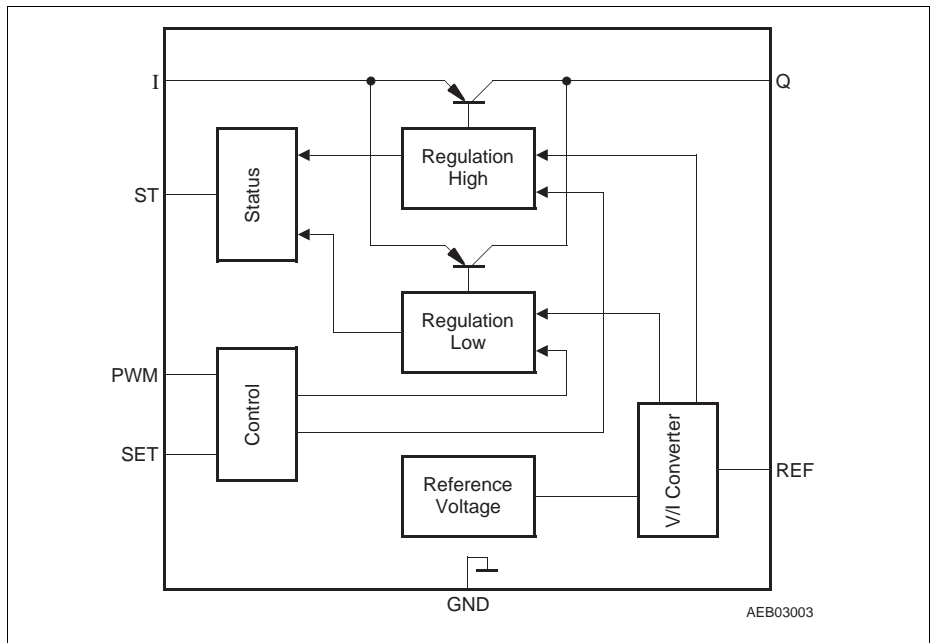 I
Q
Regulation
High
Status
ST
Regulation
Low
PWM
Control
SET
Reference
Voltage
V/I Converter
REF
GND
AEB03003